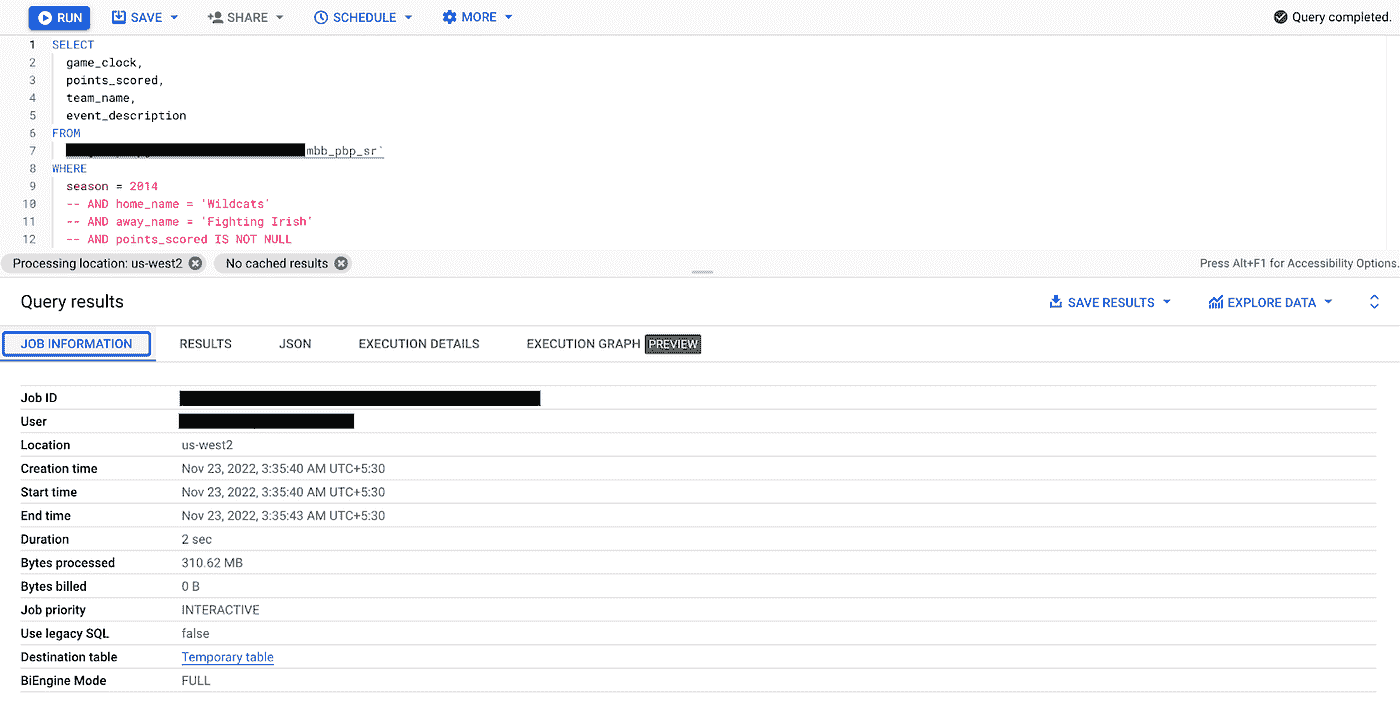 RUN SAVE SHARE SCHEDULE MORE Query completed.
1 SELECT
2 game_clock,
3 points_scored,
4 team_name,
5 event_description
6 FROM
7 mbb_pbp_sr`
8 WHERE
9 season = 2014
10 -- AND home_name = 'Wildcats'
11 -- AND away_name = 'Fighting Irish'
12 -- AND points_scored IS NOT NULL
Processing location: us-west2 No cached results Press Alt+F1 for Accessibility Options.
Query results SAVE RESULTS EXPLORE DATA
JOB INFORMATION RESULTS JSON EXECUTION DETAILS EXECUTION GRAPH PREVIEW
Job ID
User
Location us-west2
Creation time Nov 23, 2022, 3:35:40 AM UTC+5:30
Start time Nov 23, 2022, 3:35:40 AM UTC+5:30
End time Nov 23, 2022, 3:35:43 AM UTC+5:30
Duration 2 sec
Bytes processed 310.62 MB
Bytes billed 0 B
Job priority INTERACTIVE
Use legacy SQL false
Destination table Temporary table
BiEngine Mode FULL